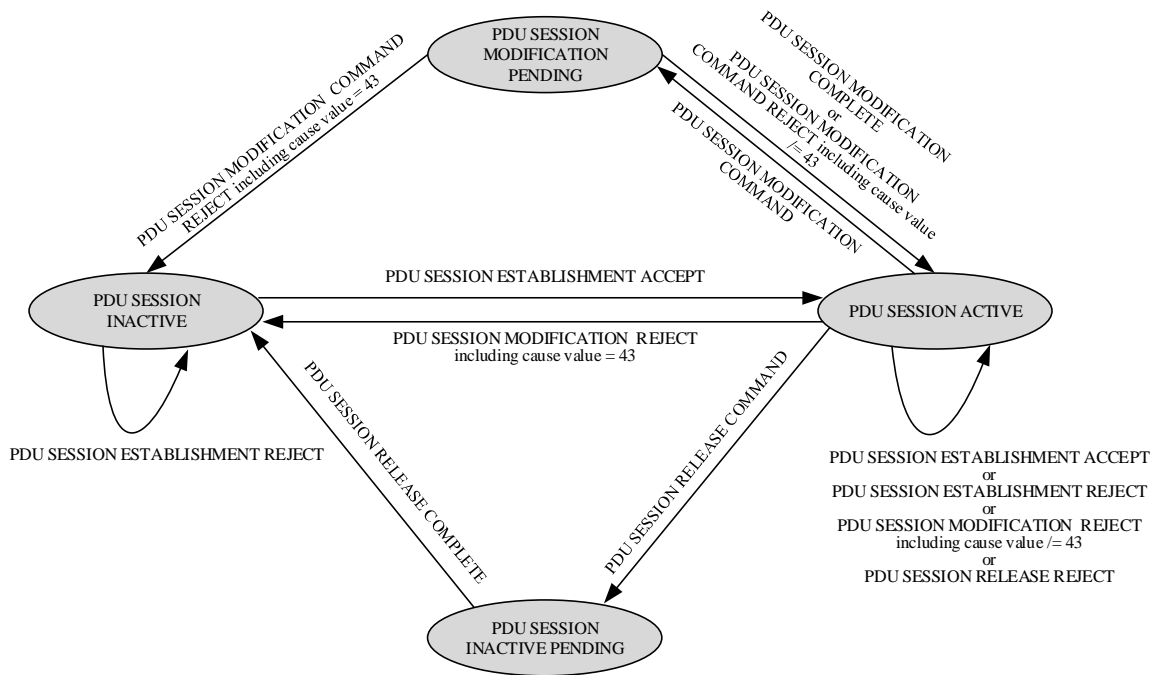 PDU SESSION
MODIFICATION
PENDING
PDU SESSION MODIFICATION COMMAND
REJECT including cause value = 43
PDU SESSION MODIFICATION
COMPLETE
or
PDU SESSION MODIFICATION
COMMAND REJECT including cause value
/= 43
PDU SESSION MODIFICATION
COMMAND
PDU SESSION
INACTIVE
PDU SESSION ESTABLISHMENT ACCEPT
PDU SESSION MODIFICATION REJECT
including cause value = 43
PDU SESSION ACTIVE
PDU SESSION ESTABLISHMENT REJECT
PDU SESSION RELEASE COMPLETE
PDU SESSION RELEASE COMMAND
PDU SESSION ESTABLISHMENT ACCEPT
or
PDU SESSION ESTABLISHMENT REJECT
or
PDU SESSION MODIFICATION REJECT
including cause value /= 43
or
PDU SESSION RELEASE REJECT
PDU SESSION
INACTIVE PENDING